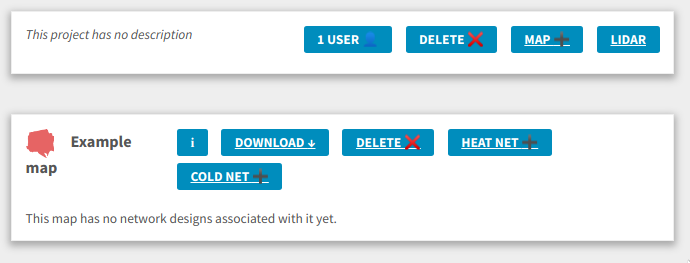 This project has no description
1 USER 👤 DELETE ❌ MAP ➕ LIDAR
Example map
i DOWNLOAD ↓ DELETE ❌ HEAT NET ➕
COLD NET ➕
This map has no network designs associated with it yet.